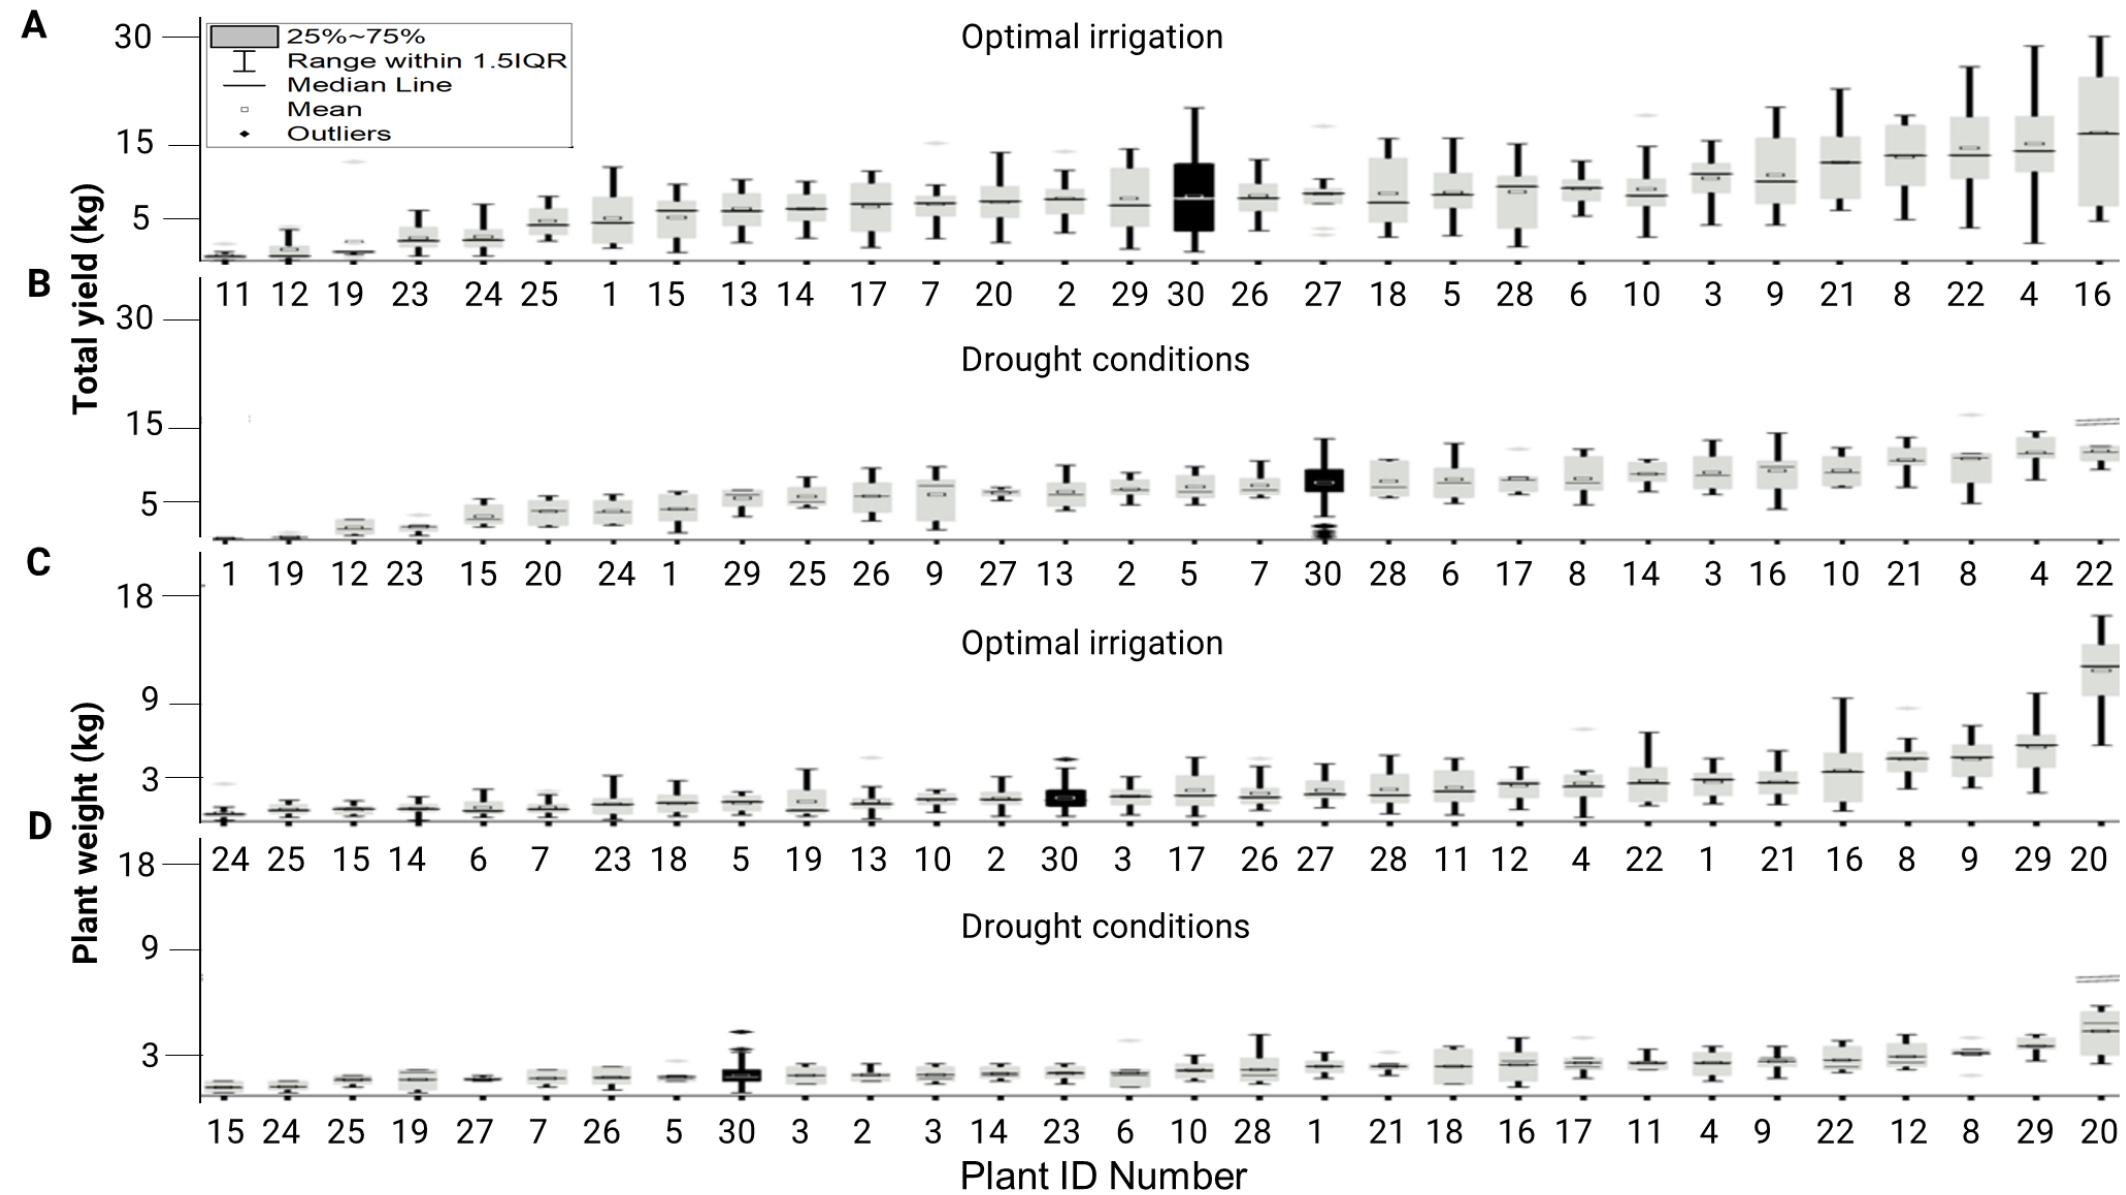 A
30
15
5
25%~75%
Range within 1.5IQR
Median Line
Mean
Outliers
Optimal irrigation
11 12 19 23 24 25 1 15 13 14 17 7 20 2 29 30 26 27 18 5 28 6 10 3 9 21 8 22 4 16
Total yield (kg)
B
30
15
5
Drought conditions
1 19 12 23 15 20 24 1 29 25 26 9 27 13 2 5 7 30 28 6 17 8 14 3 16 10 21 8 4 22
C
18
9
3
Optimal irrigation
24 25 15 14 6 7 23 18 5 19 13 10 2 30 3 17 26 27 28 11 12 4 22 1 21 16 8 9 29 20
Plant weight (kg)
D
18
9
3
Drought conditions
15 24 25 19 27 7 26 5 30 3 2 3 14 23 6 10 28 1 21 18 16 17 11 4 9 22 12 8 29 20
Plant ID Number